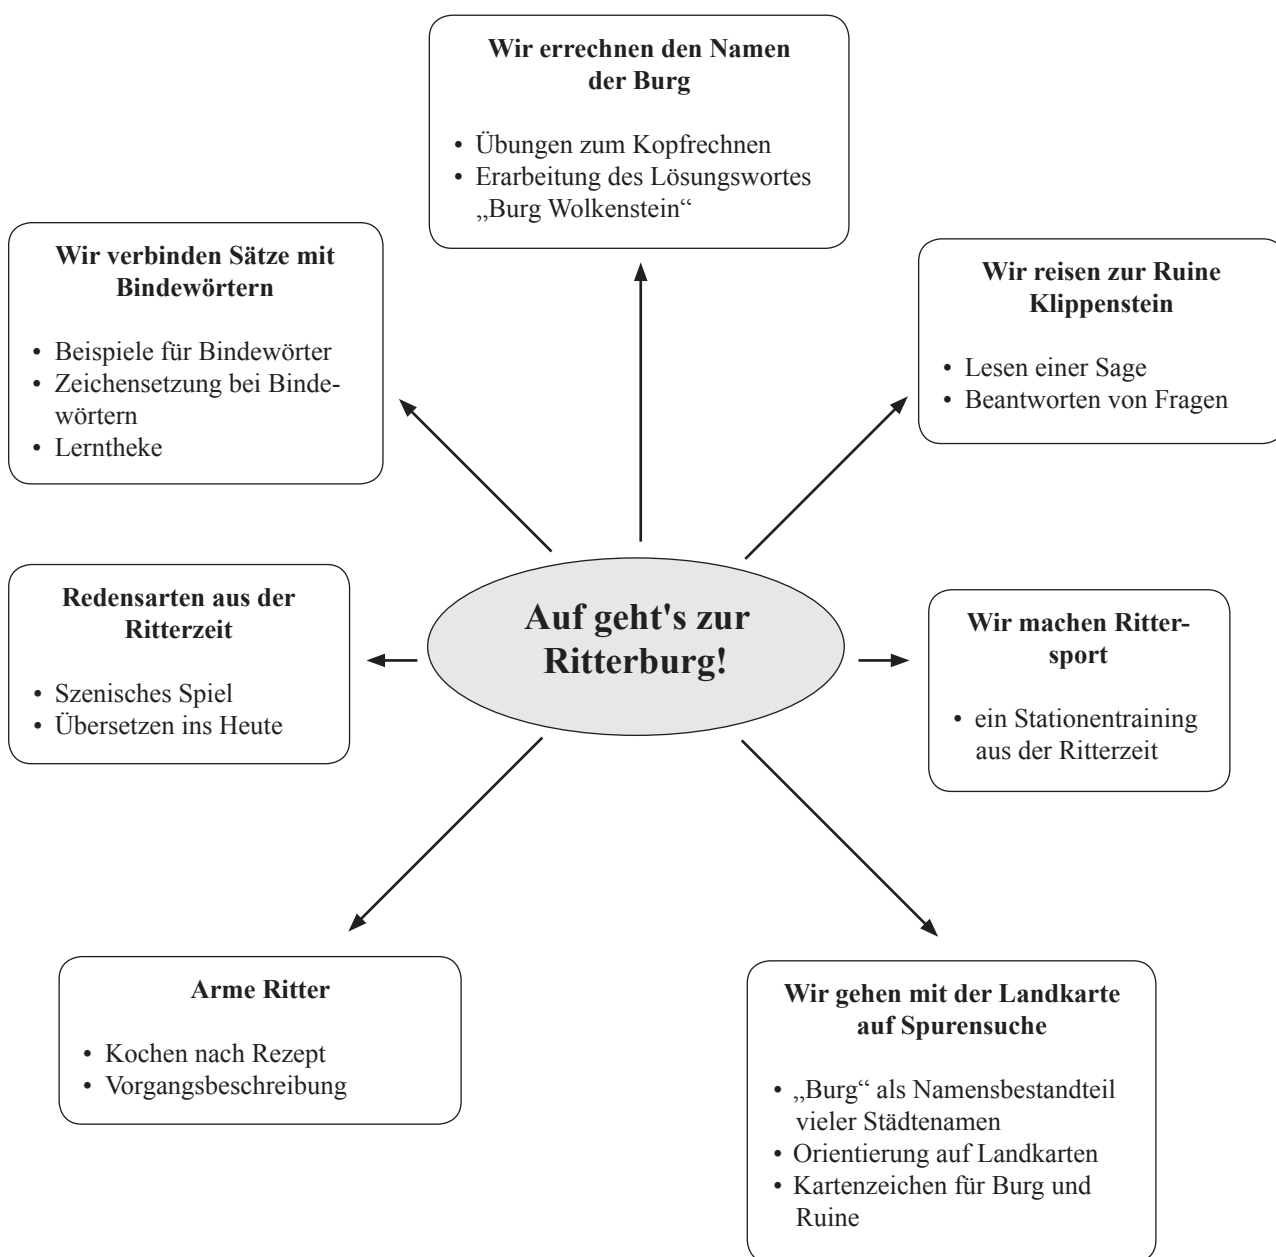 Wir errechnen den Namen
der Burg
• Übungen zum Kopfrechnen
• Erarbeitung des Lösungswortes
„Burg Wolkenstein“
Wir verbinden Sätze mit
Bindewörtern
• Beispiele für Bindewörter
• Zeichensetzung bei Binde-
wörtern
• Lerntheke
Wir reisen zur Ruine
Klippenstein
• Lesen einer Sage
• Beantworten von Fragen
Auf geht's zur
Ritterburg!
Redensarten aus der
Ritterzeit
• Szenisches Spiel
• Übersetzen ins Heute
Wir machen Ritter-
sport
• ein Stationentraining
aus der Ritterzeit
Arme Ritter
• Kochen nach Rezept
• Vorgangsbeschreibung
Wir gehen mit der Landkarte
auf Spurensuche
• „Burg“ als Namensbestandteil
vieler Städtenamen
• Orientierung auf Landkarten
• Kartenzeichen für Burg und
Ruine